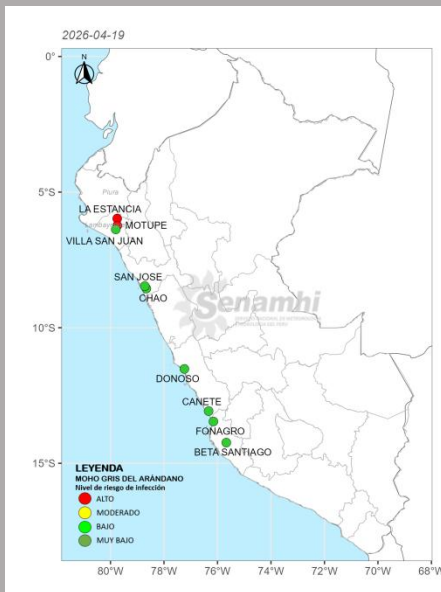 2026-04-19
N
0°
5°S
10°S
15°S
Piura
LA ESTANCIA
MOTUPE
VILLA SAN JUAN
SAN JOSE
CHAO
Senamhi
DONOSO
CANETE
FONAGRO
BETA SANTIAGO
LEYENDA
MOHO GRIS DEL ARÁNDANO
Nivel de riesgo de infección
ALTO
MODERADO
BAJO
MUY BAJO
80°W 78°W 76°W 74°W 72°W 70°W 68°W